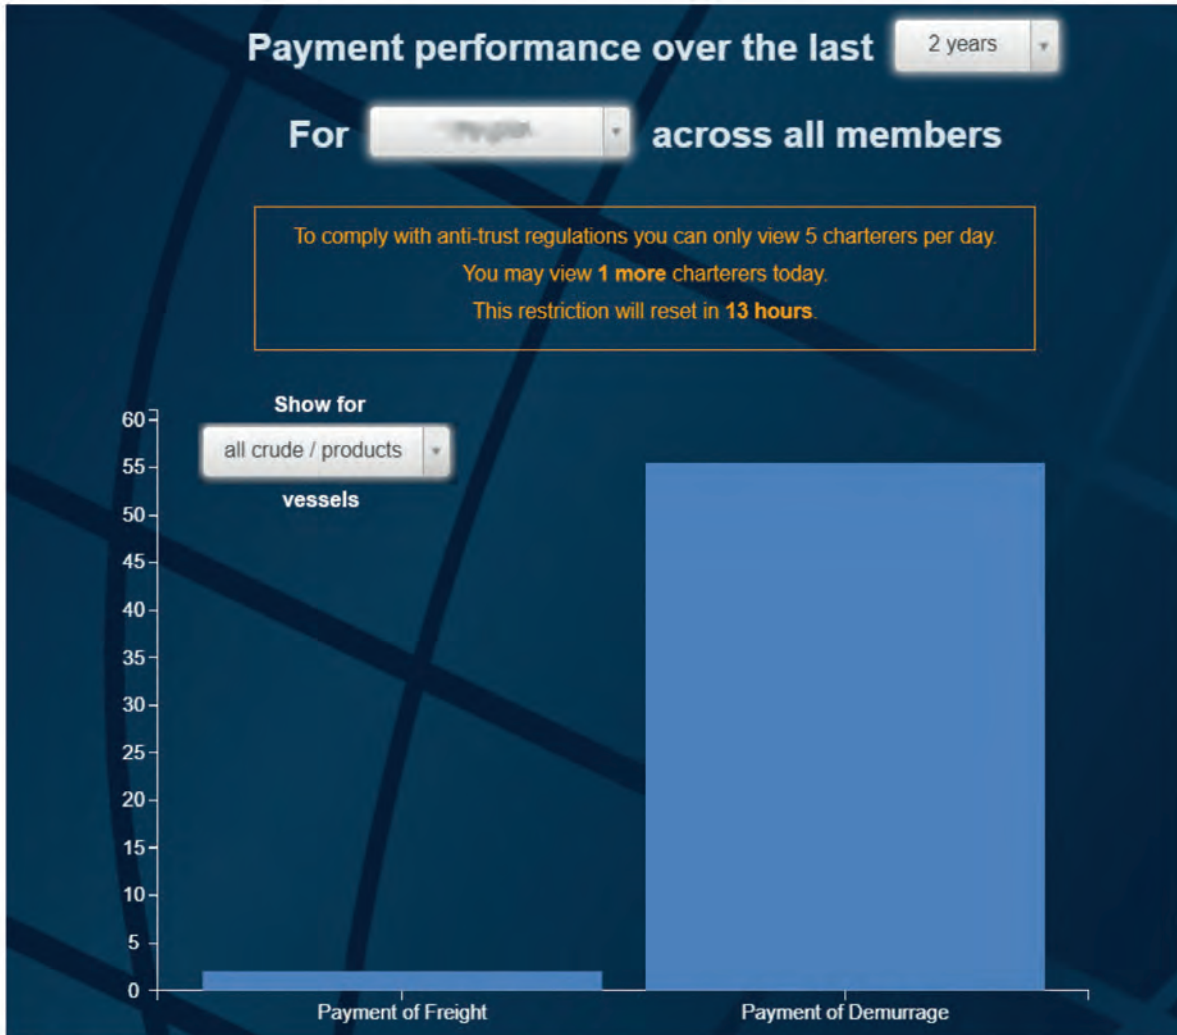 Payment performance over the last 2 years
For across all members
To comply with anti-trust regulations you can only view 5 charterers per day.
You may view 1 more charterers today.
This restriction will reset in 13 hours.
Show for
all crude / products
vessels
60
55
50
45
40
35
30
25
20
15
10
5
0
Payment of Freight Payment of Demurrage